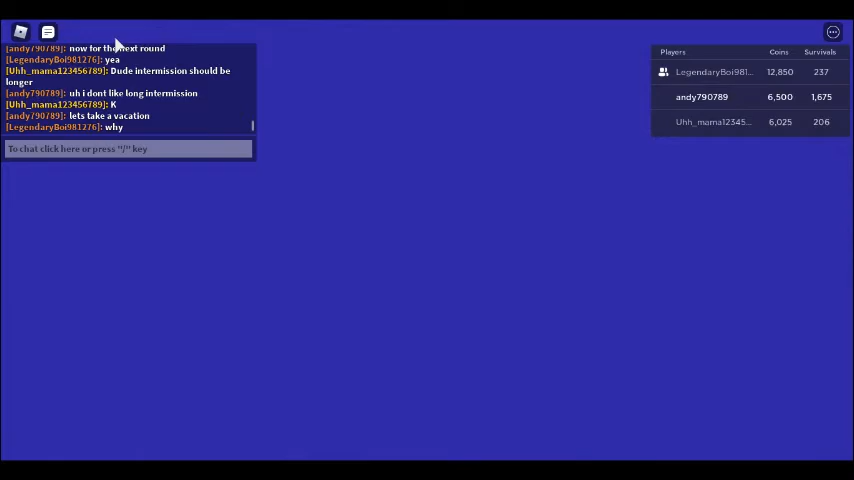 [andy790789]: now for the next round
[LegendaryBoi981276]: yea
[Uhh_mama123456789]: Dude intermission should be
longer
[andy790789]: uh i dont like long intermission
[Uhh_mama123456789]: K
[andy790789]: lets take a vacation
[LegendaryBoi981276]: why
To chat click here or press "/" key
Players Coins Survivals
LegendaryBoi981... 12,850 237
andy790789 6,500 1,675
Uhh_mama12345... 6,025 206